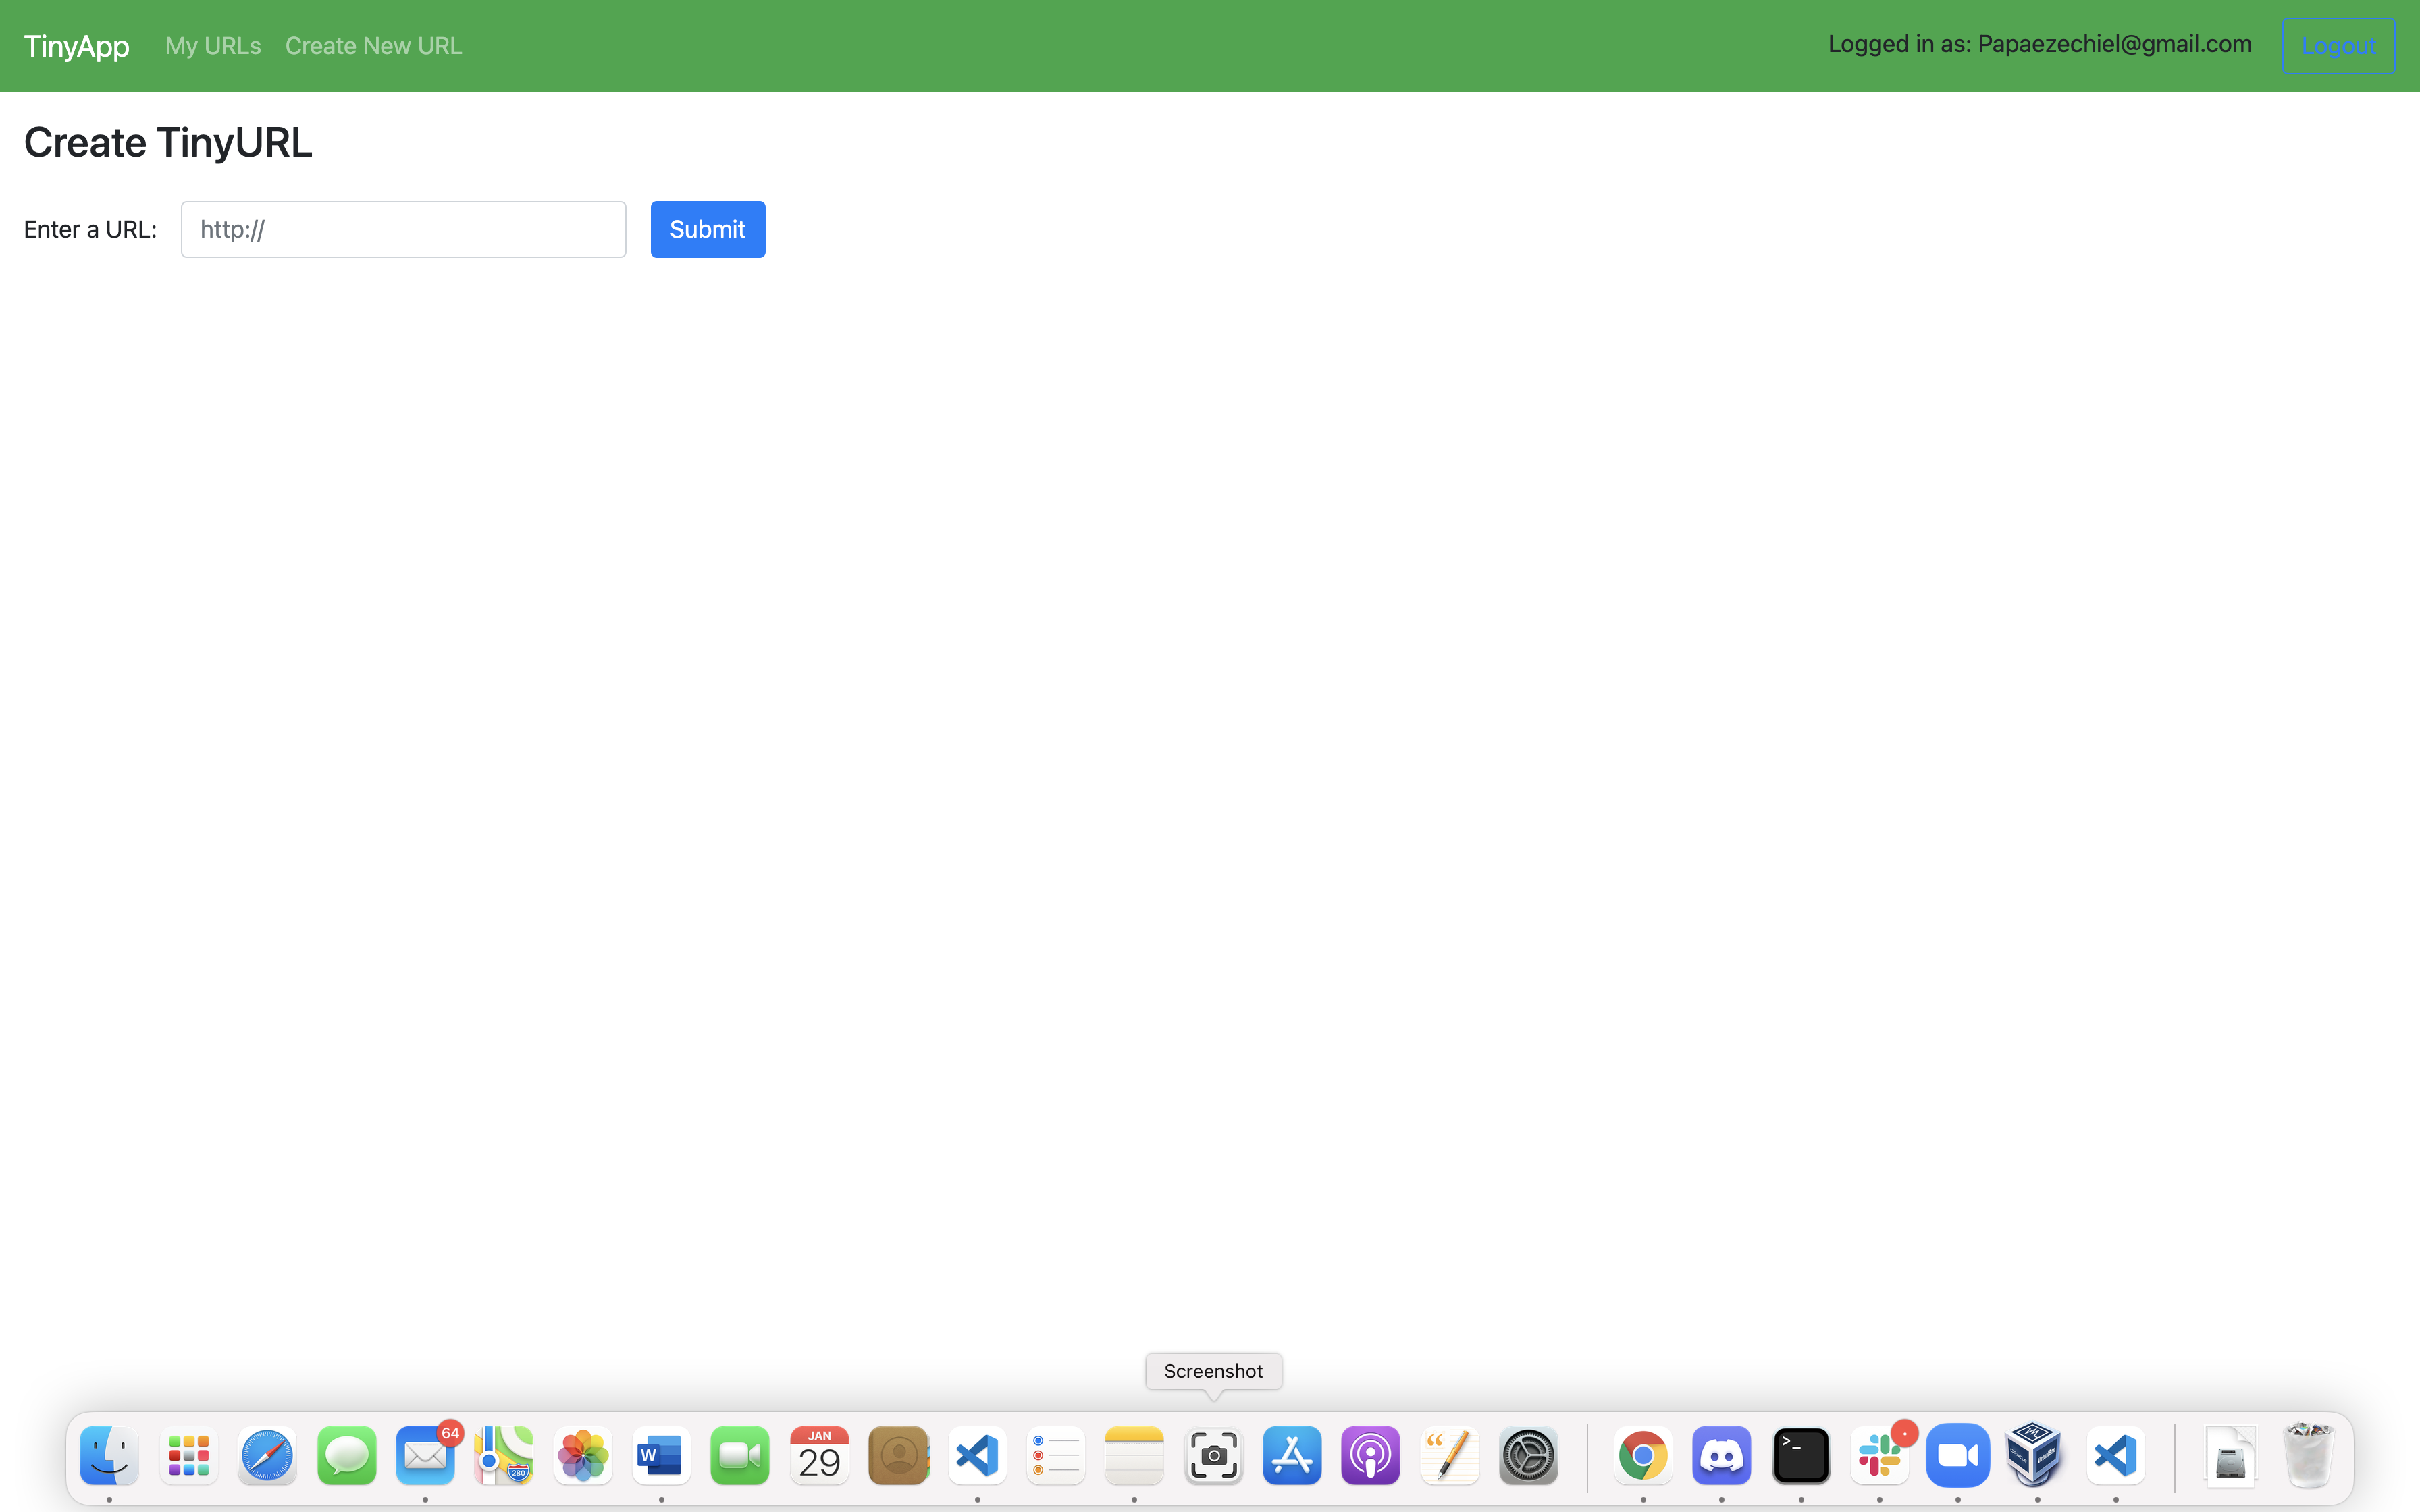 TinyApp My URLs Create New URL Logged in as: Papaezechiel@gmail.com Logout
Create TinyURL
Enter a URL: http:// Submit
Screenshot
64
280
W
JAN
29
>_